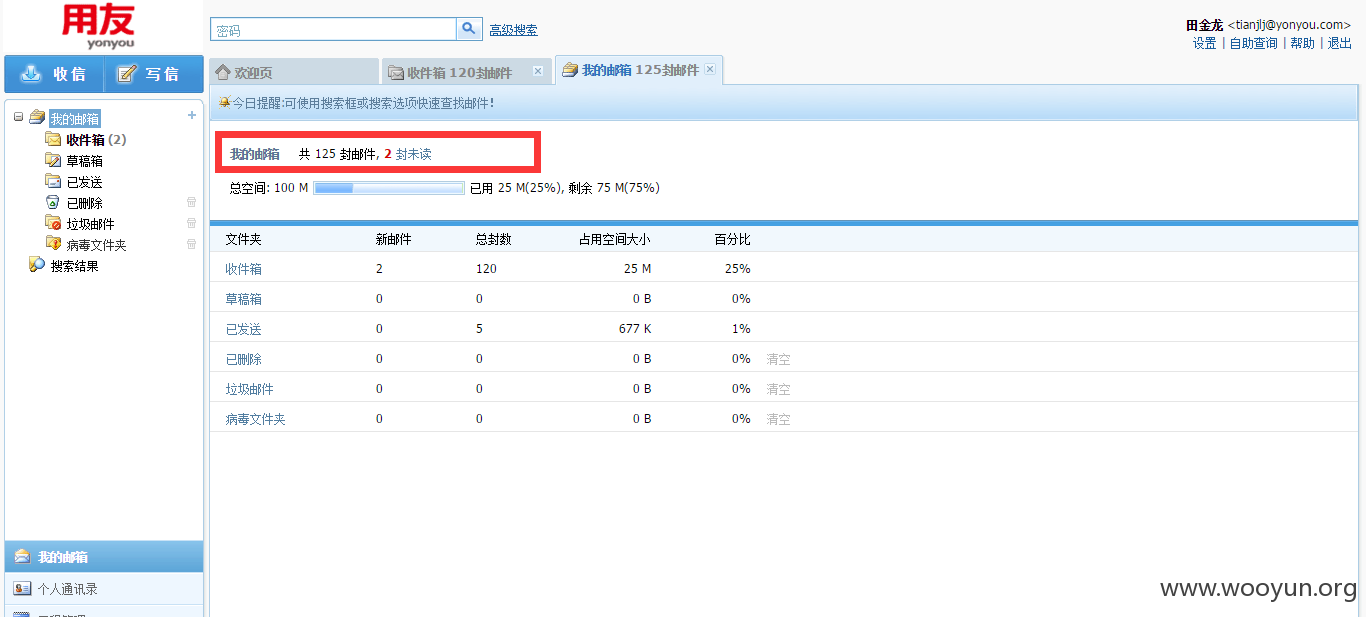 用友
yonyou
密码
高级搜索
田金龙 <tianjlj@yonyou.com>
设置 | 自助查询 | 帮助 | 退出
收信 写信
欢迎页 收件箱 120封邮件 我的邮箱 125封邮件
今日提醒:可使用搜索框或搜索选项快速查找邮件!
我的邮箱
收件箱 (2)
草稿箱
已发送
已删除
垃圾邮件
病毒文件夹
搜索结果
我的邮箱 共 125 封邮件, 2 封未读
总空间: 100 M 已用 25 M(25%), 剩余 75 M(75%)
文件夹 新邮件 总封数 占用空间大小 百分比
收件箱 2 120 25 M 25%
草稿箱 0 0 0 B 0%
已发送 0 5 677 K 1%
已删除 0 0 0 B 0% 清空
垃圾邮件 0 0 0 B 0% 清空
病毒文件夹 0 0 0 B 0% 清空
我的邮箱
个人通讯录
www.wooyun.org